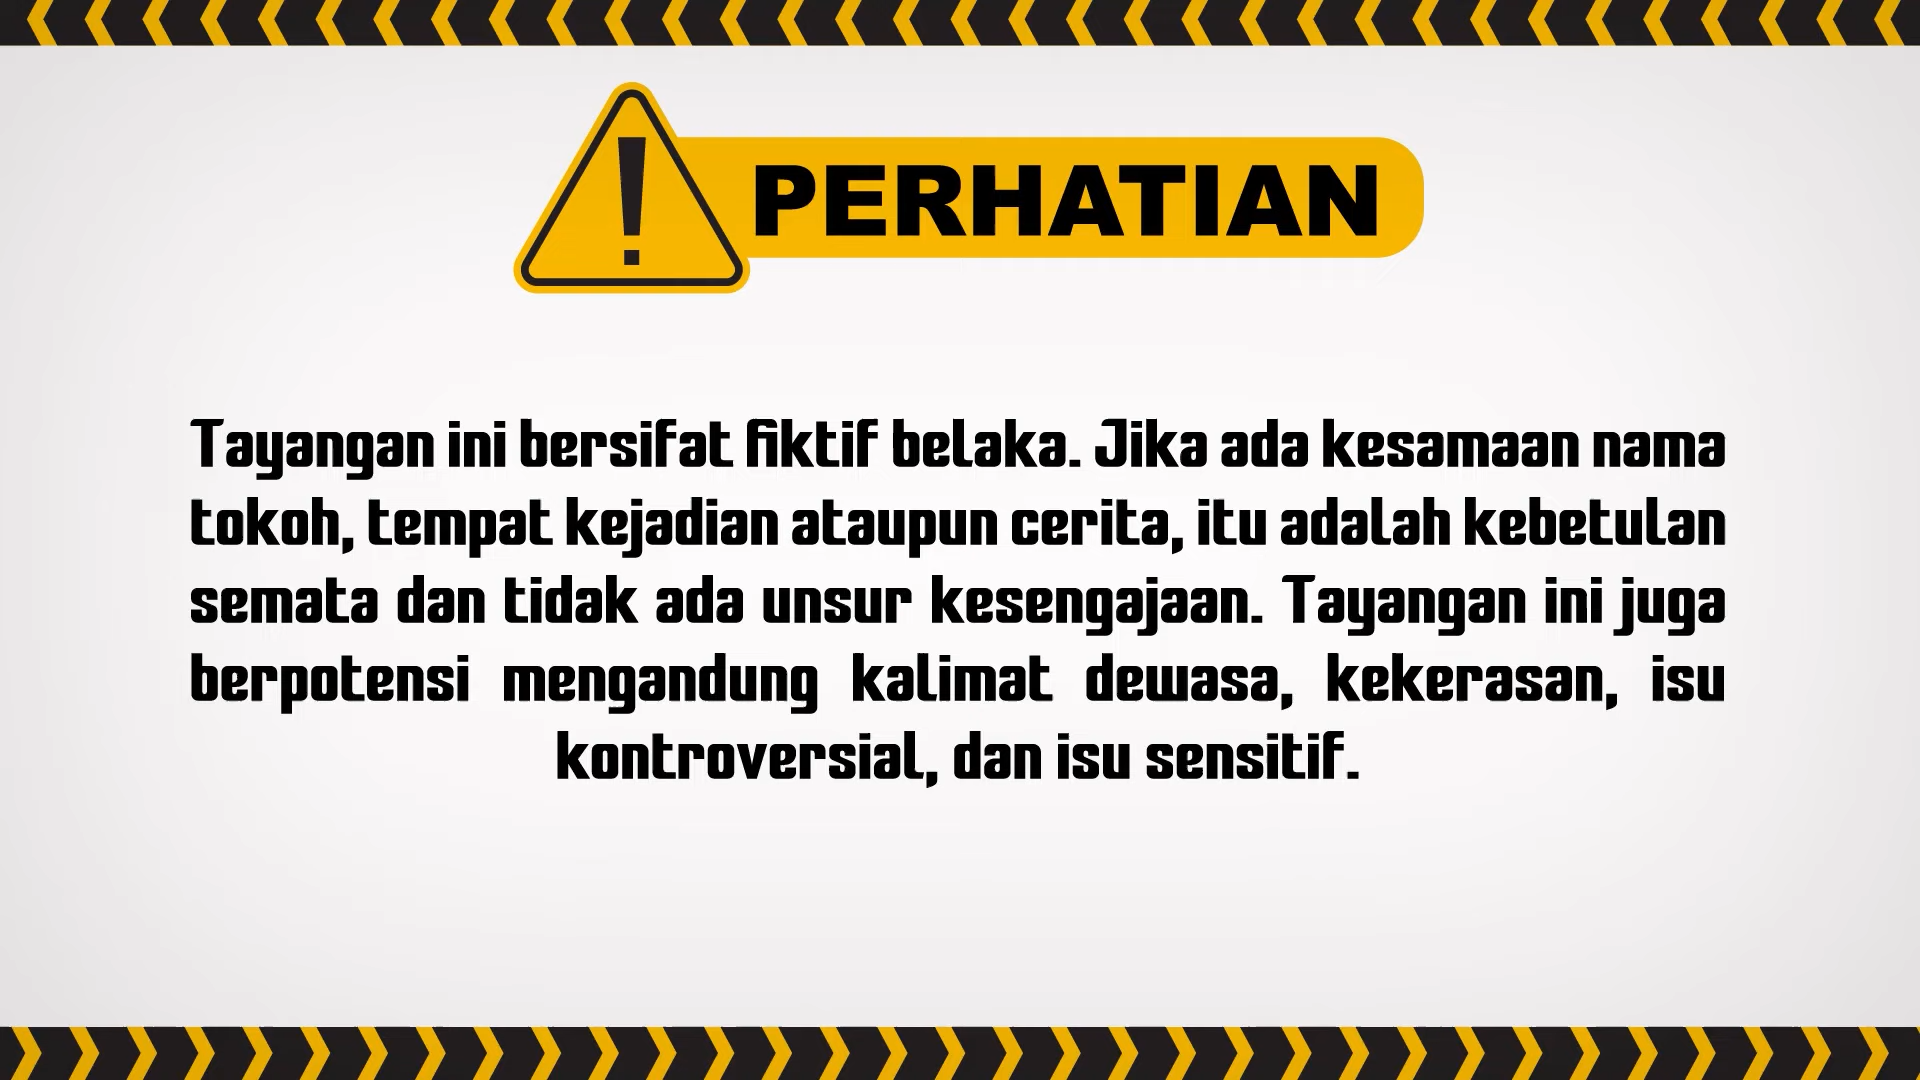 PERHATIAN
Tayangan ini bersifat fiktif belaka. Jika ada kesamaan nama
tokoh, tempat kejadian ataupun cerita, itu adalah kebetulan
semata dan tidak ada unsur kesengajaan. Tayangan ini juga
berpotensi mengandung kalimat dewasa, kekerasan, isu
kontroversial, dan isu sensitif.